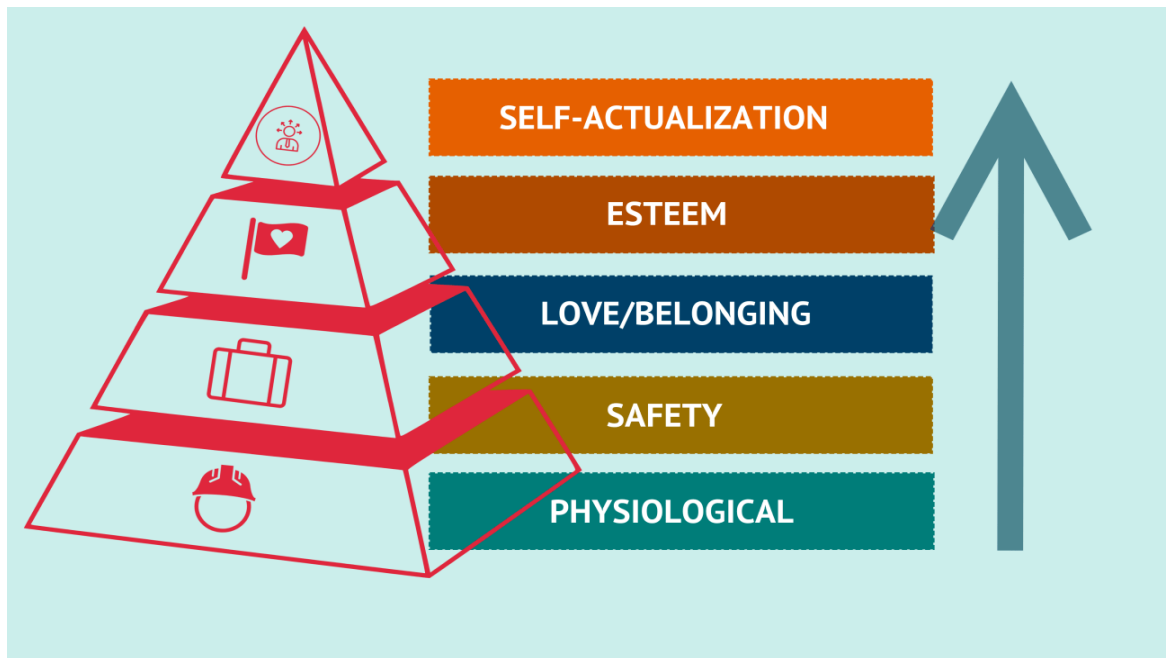 SELF-ACTUALIZATION
ESTEEM
LOVE/BELONGING
SAFETY
PHYSIOLOGICAL